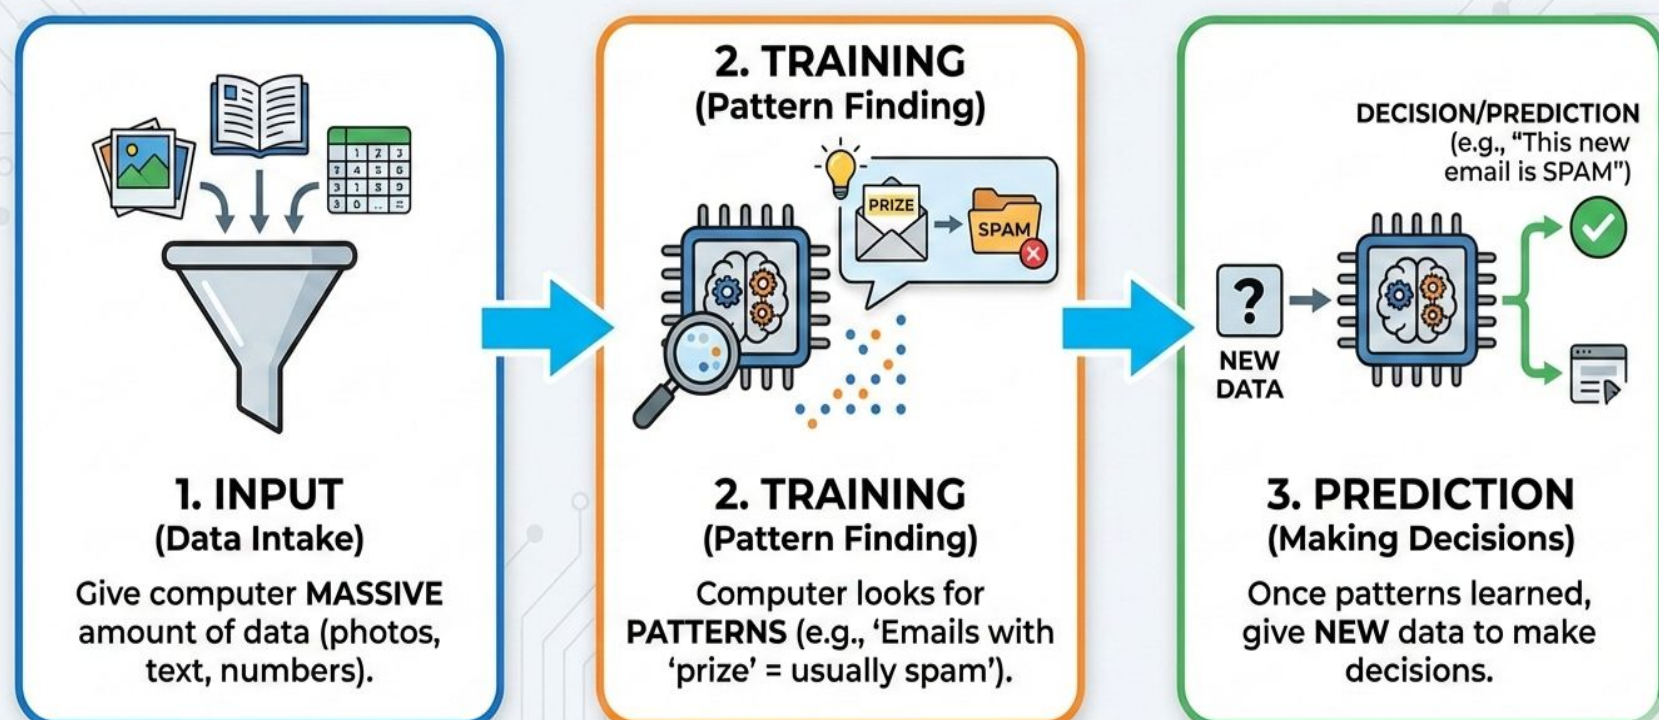 1. INPUT
(Data Intake)
Give computer MASSIVE
amount of data (photos,
text, numbers).
2. TRAINING
(Pattern Finding)
PRIZE
SPAM
2. TRAINING
(Pattern Finding)
Computer looks for
PATTERNS (e.g., ‘Emails with
‘prize’ = usually spam’).
DECISION/PREDICTION
(e.g., “This new
email is SPAM”)
?
NEW
DATA
3. PREDICTION
(Making Decisions)
Once patterns learned,
give NEW data to make
decisions.